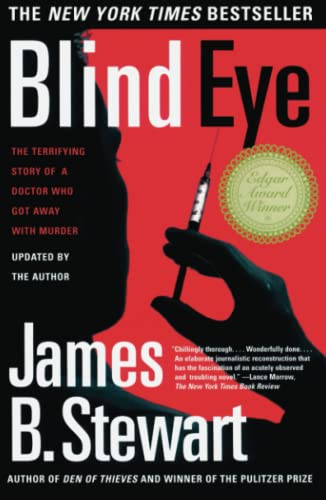 THE NEW YORK TIMES BESTSELLER
Blind Eye
THE TERRIFYING
STORY OF A
DOCTOR WHO
GOT AWAY
WITH MURDER
UPDATED BY
THE AUTHOR
Edgar
Award
Winner
James
B. Stewart
"Chillingly thorough. . . . Wonderfully done. . . .
An elaborate journalistic reconstruction that
has the fascination of an acutely observed
and troubling novel." —Lance Morrow,
The New York Times Book Review
AUTHOR OF DEN OF THIEVES AND WINNER OF THE PULITZER PRIZE